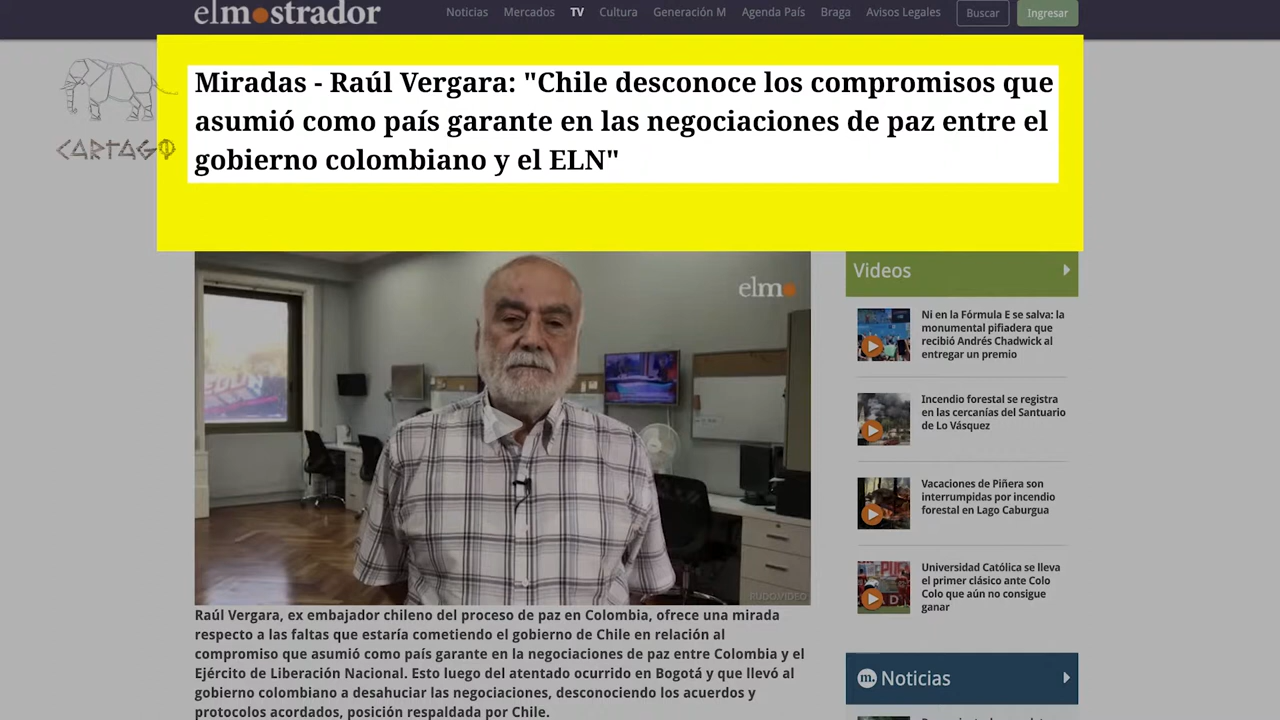 elmostrador
Noticias Mercados TV Cultura Generación M Agenda País Braga Avisos Legales Buscar Ingresar
CARTAGO
Miradas - Raúl Vergara: "Chile desconoce los compromisos que
asumió como país garante en las negociaciones de paz entre el
gobierno colombiano y el ELN"
elm
RUDO.VIDEO
Raúl Vergara, ex embajador chileno del proceso de paz en Colombia, ofrece una mirada
respecto a las faltas que estaría cometiendo el gobierno de Chile en relación al
compromiso que asumió como país garante en la negociaciones de paz entre Colombia y el
Ejército de Liberación Nacional. Esto luego del atentado ocurrido en Bogotá y que llevó al
gobierno colombiano a desahuciar las negociaciones, desconociendo los acuerdos y
protocolos acordados, posición respaldada por Chile.
Videos
Ni en la Fórmula E se salva: la
monumental pifiadera que
recibió Andrés Chadwick al
entregar un premio
Incendio forestal se registra
en las cercanías del Santuario
de Lo Vásquez
Vacaciones de Piñera son
interrumpidas por incendio
forestal en Lago Caburgua
Universidad Católica se lleva
el primer clásico ante Colo
Colo que aún no consigue
ganar
m. Noticias